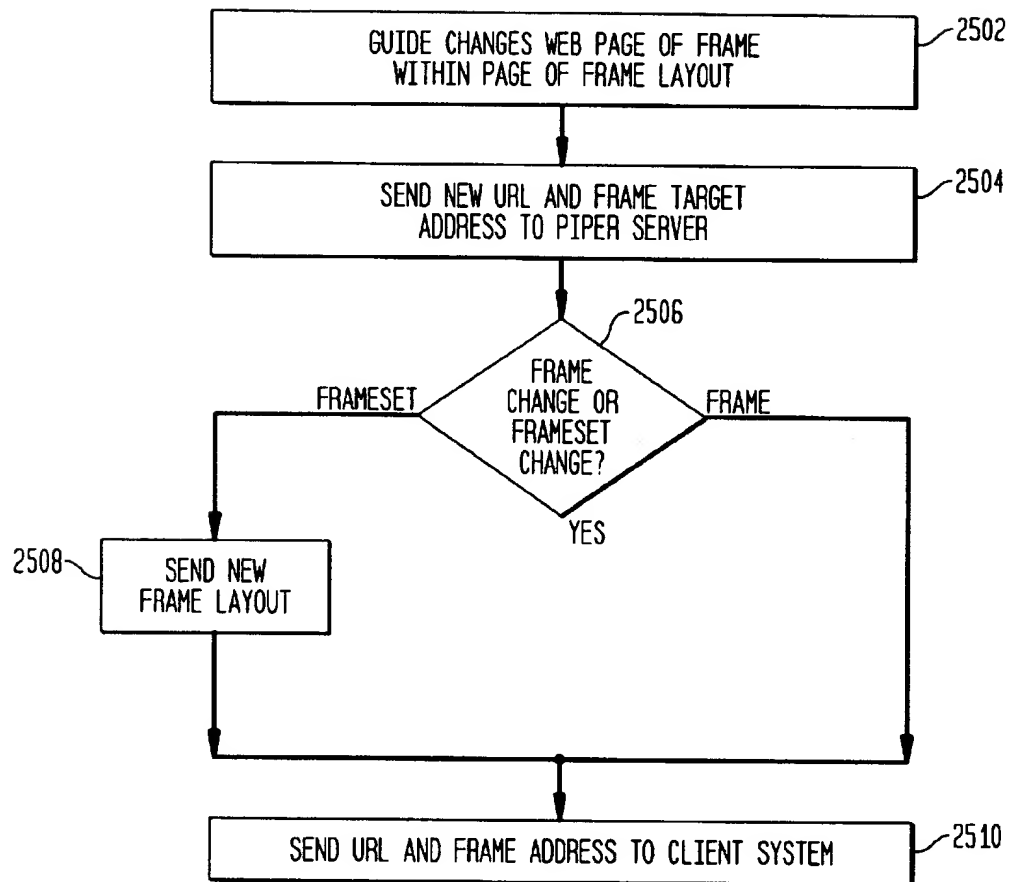 GUIDE CHANGES WEB PAGE OF FRAME
WITHIN PAGE OF FRAME LAYOUT
2502
SEND NEW URL AND FRAME TARGET
ADDRESS TO PIPER SERVER
2504
2506
FRAME
CHANGE OR
FRAMESET
CHANGE?
FRAMESET
FRAME
YES
2508
SEND NEW
FRAME LAYOUT
SEND URL AND FRAME ADDRESS TO CLIENT SYSTEM
2510